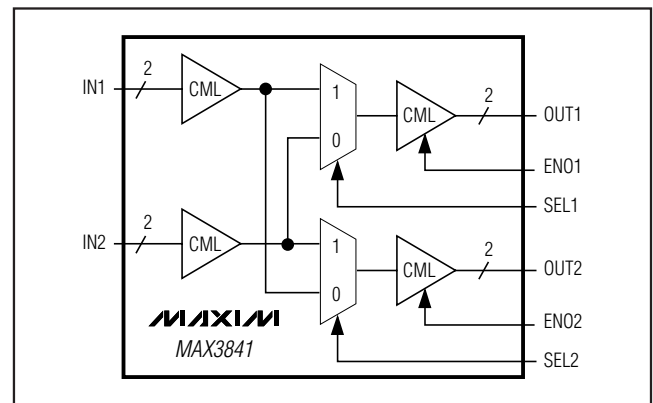 IN1
2
CML
1
0
CML
2
OUT1
ENO1
SEL1
IN2
2
CML
1
0
CML
2
OUT2
ENO2
SEL2
MAXIM
MAX3841